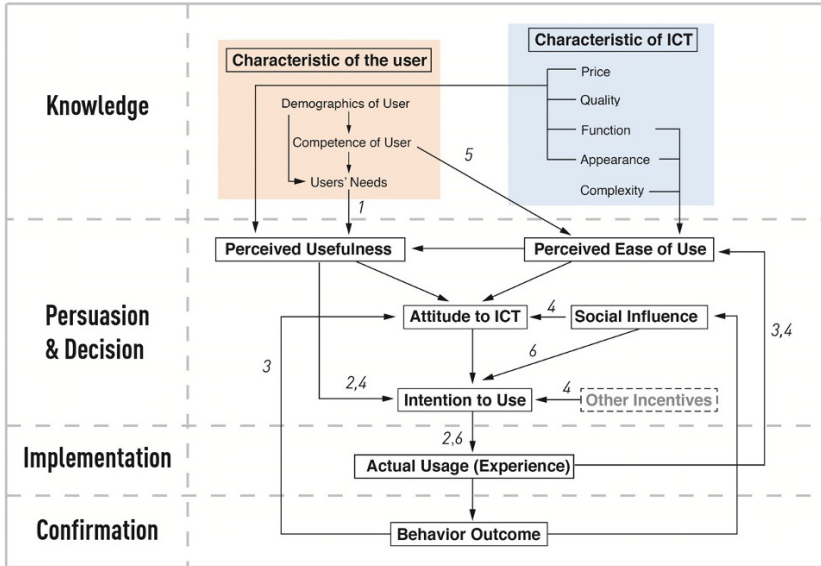 Characteristic of the user
Characteristic of ICT
Knowledge
Demographics of User
Competence of User
Users' Needs
Price
Quality
Function
Appearance
Complexity
5
1
Perceived Usefulness
Perceived Ease of Use
Persuasion
& Decision
Attitude to ICT
4
Social Influence
3
6
3,4
2,4
Intention to Use
4
Other Incentives
2,6
Implementation
Actual Usage (Experience)
Confirmation
Behavior Outcome